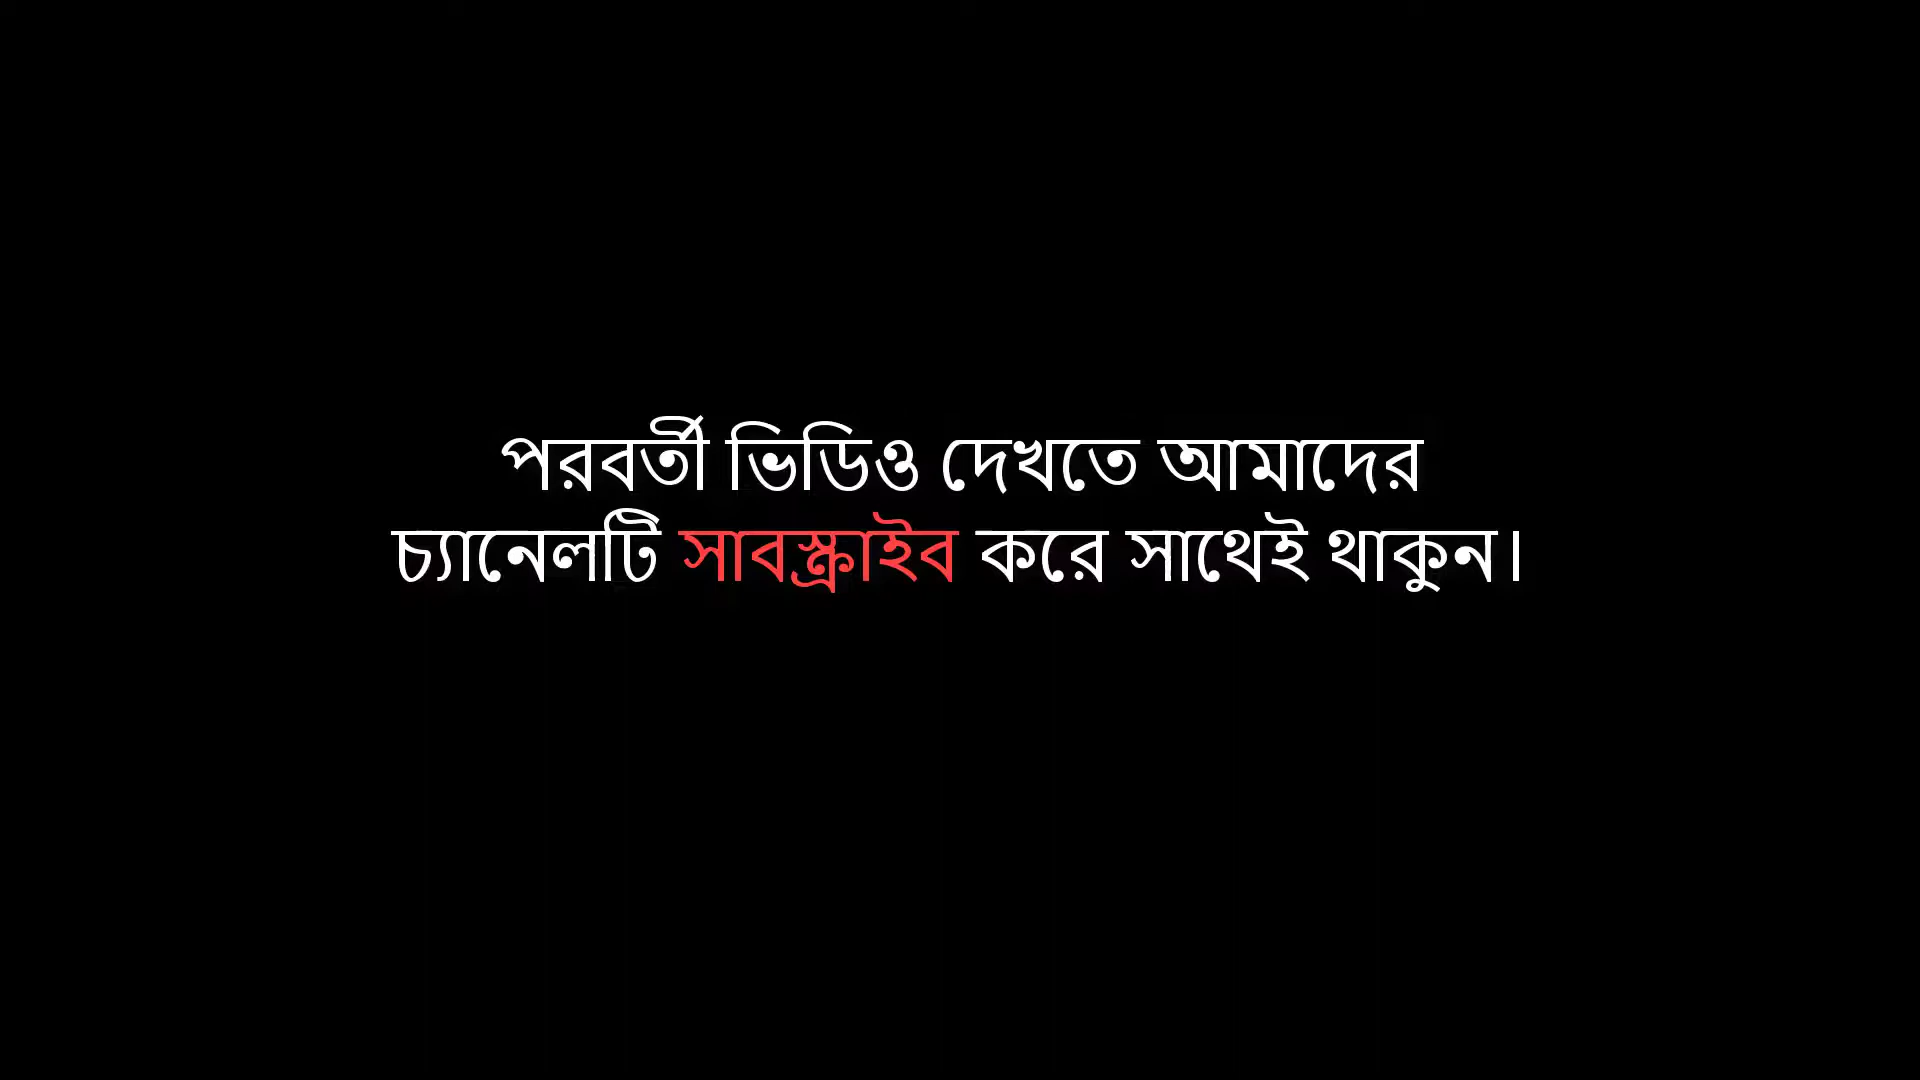 পরবর্তী ভিডিও দেখতে আমাদের
চ্যানেলটি সাবস্ক্রাইব করে সাথেই থাকুন।